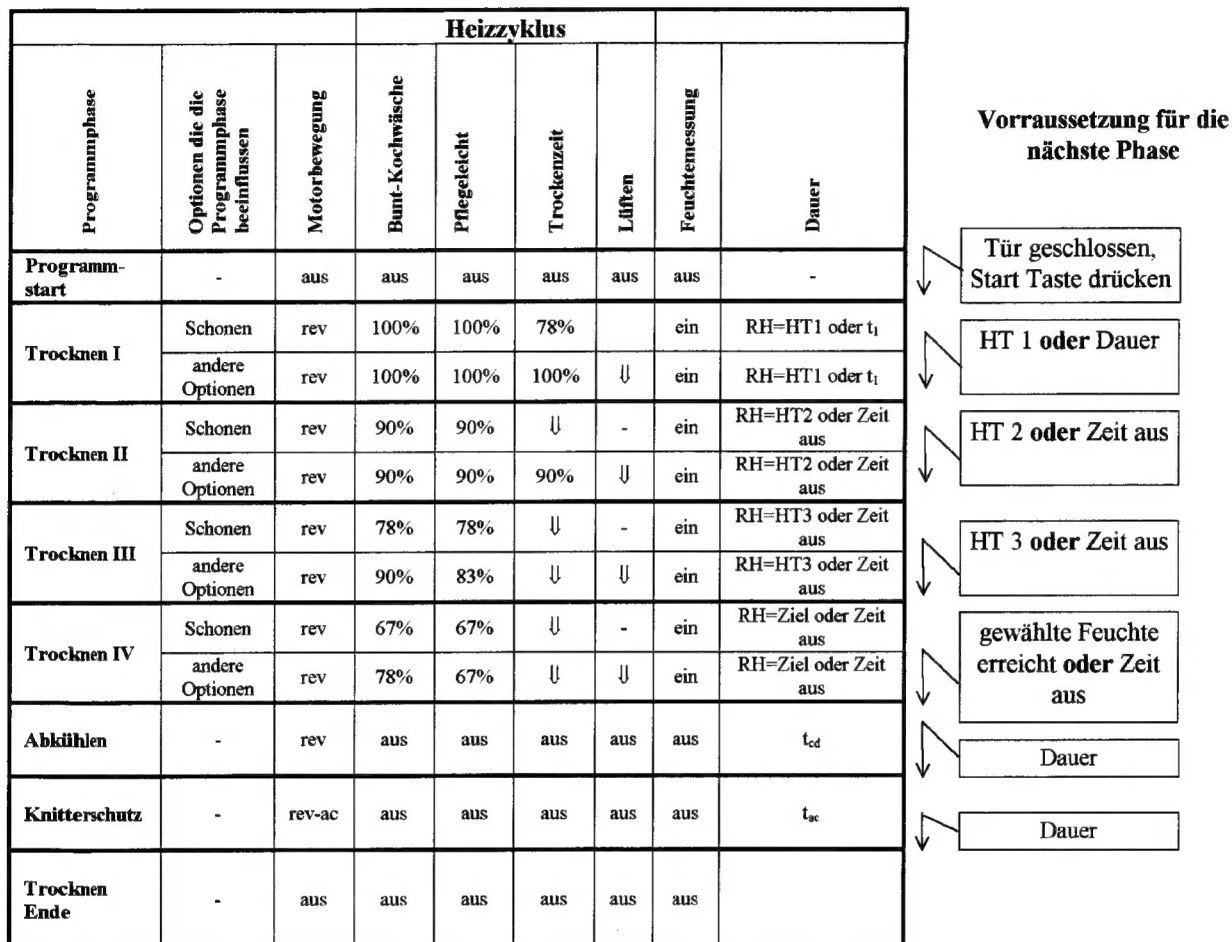 Heizzyklus
Programmphase
Optionen die die
Programmphase
beeinflussen
Motorbewegung
Bunt-Kochwäsche
Pflegeleicht
Trockenzeit
Lüften
Feuchtemessung
Dauer
Vorraussetzung für die
nächste Phase
Programm-
start
- aus aus aus aus aus aus -
Tür geschlossen,
Start Taste drücken
Trocknen I
Schonen rev 100% 100% 78% ein RH=HT1 oder t₁
andere
Optionen
rev 100% 100% 100% ⇓ ein RH=HT1 oder t₁
HT 1 oder Dauer
Trocknen II
Schonen rev 90% 90% ⇓ - ein RH=HT2 oder Zeit
aus
andere
Optionen
rev 90% 90% 90% ⇓ ein RH=HT2 oder Zeit
aus
HT 2 oder Zeit aus
Trocknen III
Schonen rev 78% 78% ⇓ - ein RH=HT3 oder Zeit
aus
andere
Optionen
rev 90% 83% ⇓ ⇓ ein RH=HT3 oder Zeit
aus
HT 3 oder Zeit aus
Trocknen IV
Schonen rev 67% 67% ⇓ - ein RH=Ziel oder Zeit
aus
andere
Optionen
rev 78% 67% ⇓ ⇓ ein RH=Ziel oder Zeit
aus
gewählte Feuchte
erreicht oder Zeit
aus
Abkühlen - rev aus aus aus aus aus tcd
Dauer
Knitterschutz - rev-ac aus aus aus aus aus tac
Dauer
Trocknen
Ende
- aus aus aus aus aus aus